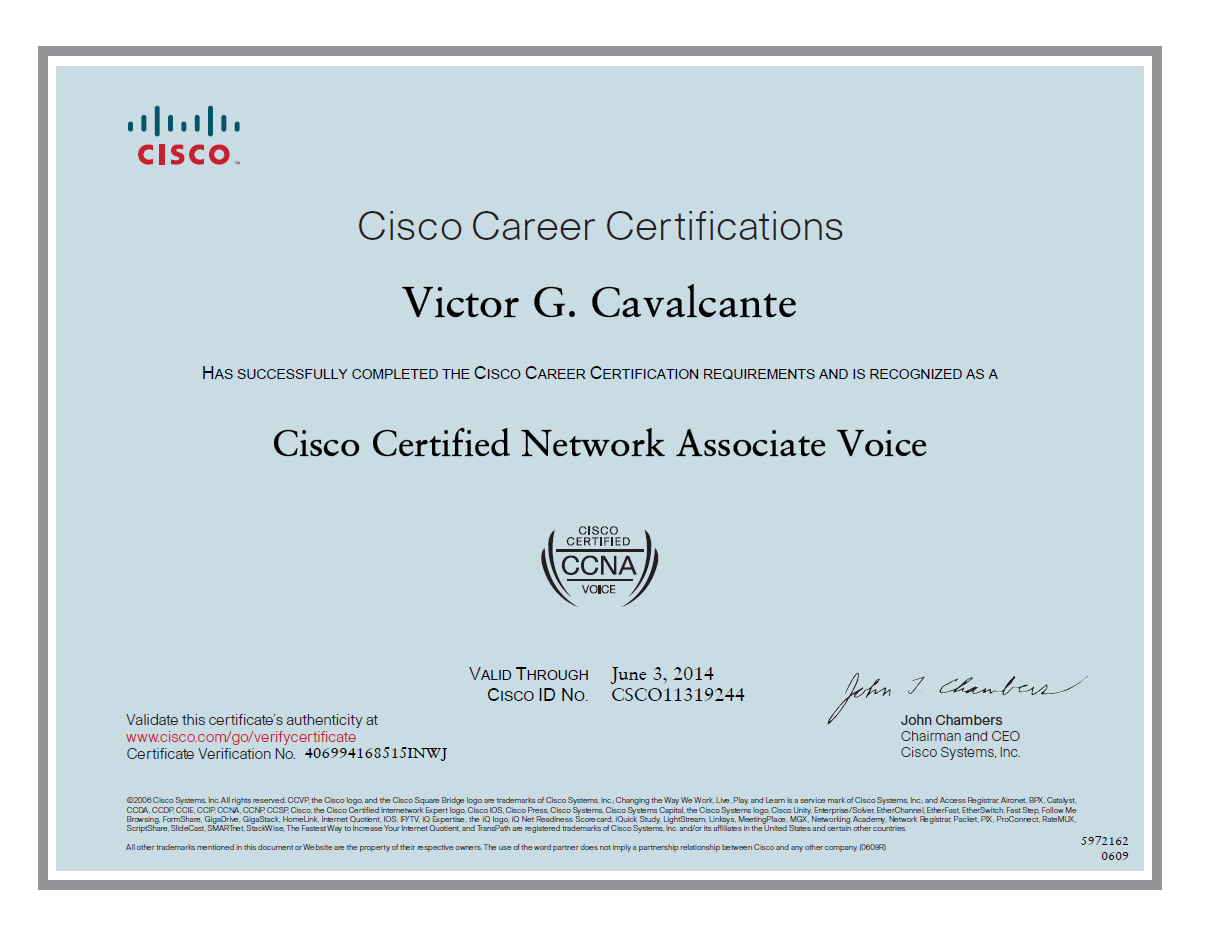 CISCO™
Cisco Career Certifications
Victor G. Cavalcante
HAS SUCCESSFULLY COMPLETED THE CISCO CAREER CERTIFICATION REQUIREMENTS AND IS RECOGNIZED AS A
Cisco Certified Network Associate Voice
CISCO
CERTIFIED
CCNA
VOICE
VALID THROUGH June 3, 2014
CISCO ID NO. CSCO11319244
Validate this certificate's authenticity at
www.cisco.com/go/verifycertificate
Certificate Verification No. 406994168515INWJ
John T Chambers
John Chambers
Chairman and CEO
Cisco Systems, Inc.
©2006 Cisco Systems, Inc. All rights reserved. CCVP, the Cisco logo, and the Cisco Square Bridge logo are trademarks of Cisco Systems, Inc.; Changing the Way We Work, Live, Play, and Learn is a service mark of Cisco Systems, Inc.; and Access Registrar, Aironet, BPX, Catalyst,
CCDA, CCDP, CCIE, CCIP, CCNA, CCNP, CCSP, Cisco, the Cisco Certified Internetwork Expert logo, Cisco IOS, Cisco Press, Cisco Systems, Cisco Systems Capital, the Cisco Systems logo, Cisco Unity, Enterprise/Solver, EtherChannel, EtherFast, EtherSwitch, Fast Step, Follow Me
Browsing, FormShare, GigaDrive, GigaStack, HomeLink, Internet Quotient, IOS, IP/TV, iQ Expertise, the iQ logo, iQ Net Readiness Scorecard, iQuick Study, LightStream, Linksys, MeetingPlace, MGX, Networking Academy, Network Registrar, Packet, PIX, ProConnect, RateMUX,
ScriptShare, SlideCast, SMARTnet, StackWise, The Fastest Way to Increase Your Internet Quotient, and TransPath are registered trademarks of Cisco Systems, Inc. and/or its affiliates in the United States and certain other countries.
All other trademarks mentioned in this document or Website are the property of their respective owners. The use of the word partner does not imply a partnership relationship between Cisco and any other company. (0609R)
5972162
0609